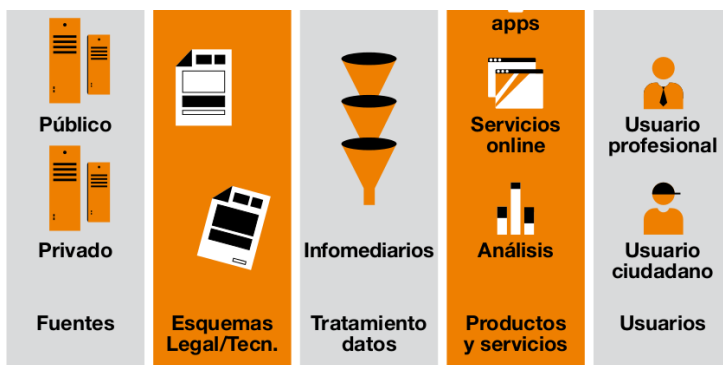 Público
Privado
Fuentes
Esquemas
Legal/Tecn.
Infomediarios
Tratamiento
datos
apps
Servicios
online
Análisis
Productos
y servicios
Usuario
profesional
Usuario
ciudadano
Usuarios